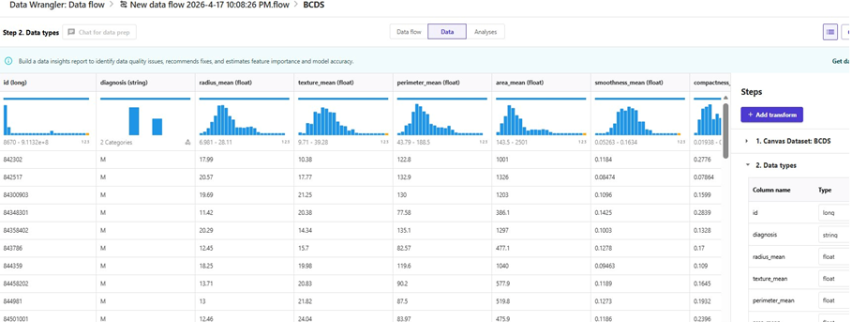 Data Wrangler: Data flow > New data flow 2026-4-17 10:08:26 PM.flow > BCDS
Step 2. Data types Chat for data prep Data flow Data Analyses
Build a data insights report to identify data quality issues, recommends fixes, and estimates feature importance and model accuracy. Get da
id (long) diagnosis (string) radius_mean (float) texture_mean (float) perimeter_mean (float) area_mean (float) smoothness_mean (float) compactness_
Steps
+ Add transform
8670 - 9.1132e+8 2 Categories 6.981 - 28.11 9.71 - 39.28 43.79 - 188.5 143.5 - 2501 0.05263 - 0.1634 0.01938 - 0
1. Canvas Dataset: BCDS
842302 M 17.99 10.38 122.8 1001 0.1184 0.2776
842517 M 20.57 17.77 132.9 1326 0.08474 0.07864
2. Data types
84300903 M 19.69 21.25 130 1203 0.1096 0.1599
Column name Type
84348301 M 11.42 20.38 77.58 386.1 0.1425 0.2839
id long
84358402 M 20.29 14.34 135.1 1297 0.1003 0.1328
diagnosis string
843786 M 12.45 15.7 82.57 477.1 0.1278 0.17
radius_mean float
844359 M 18.25 19.98 119.6 1040 0.09463 0.109
texture_mean float
84458202 M 13.71 20.83 90.2 577.9 0.1189 0.1645
844981 M 13 21.82 87.5 519.8 0.1273 0.1932
perimeter_mean float
84501001 M 12.46 24.04 83.97 475.9 0.1186 0.2396